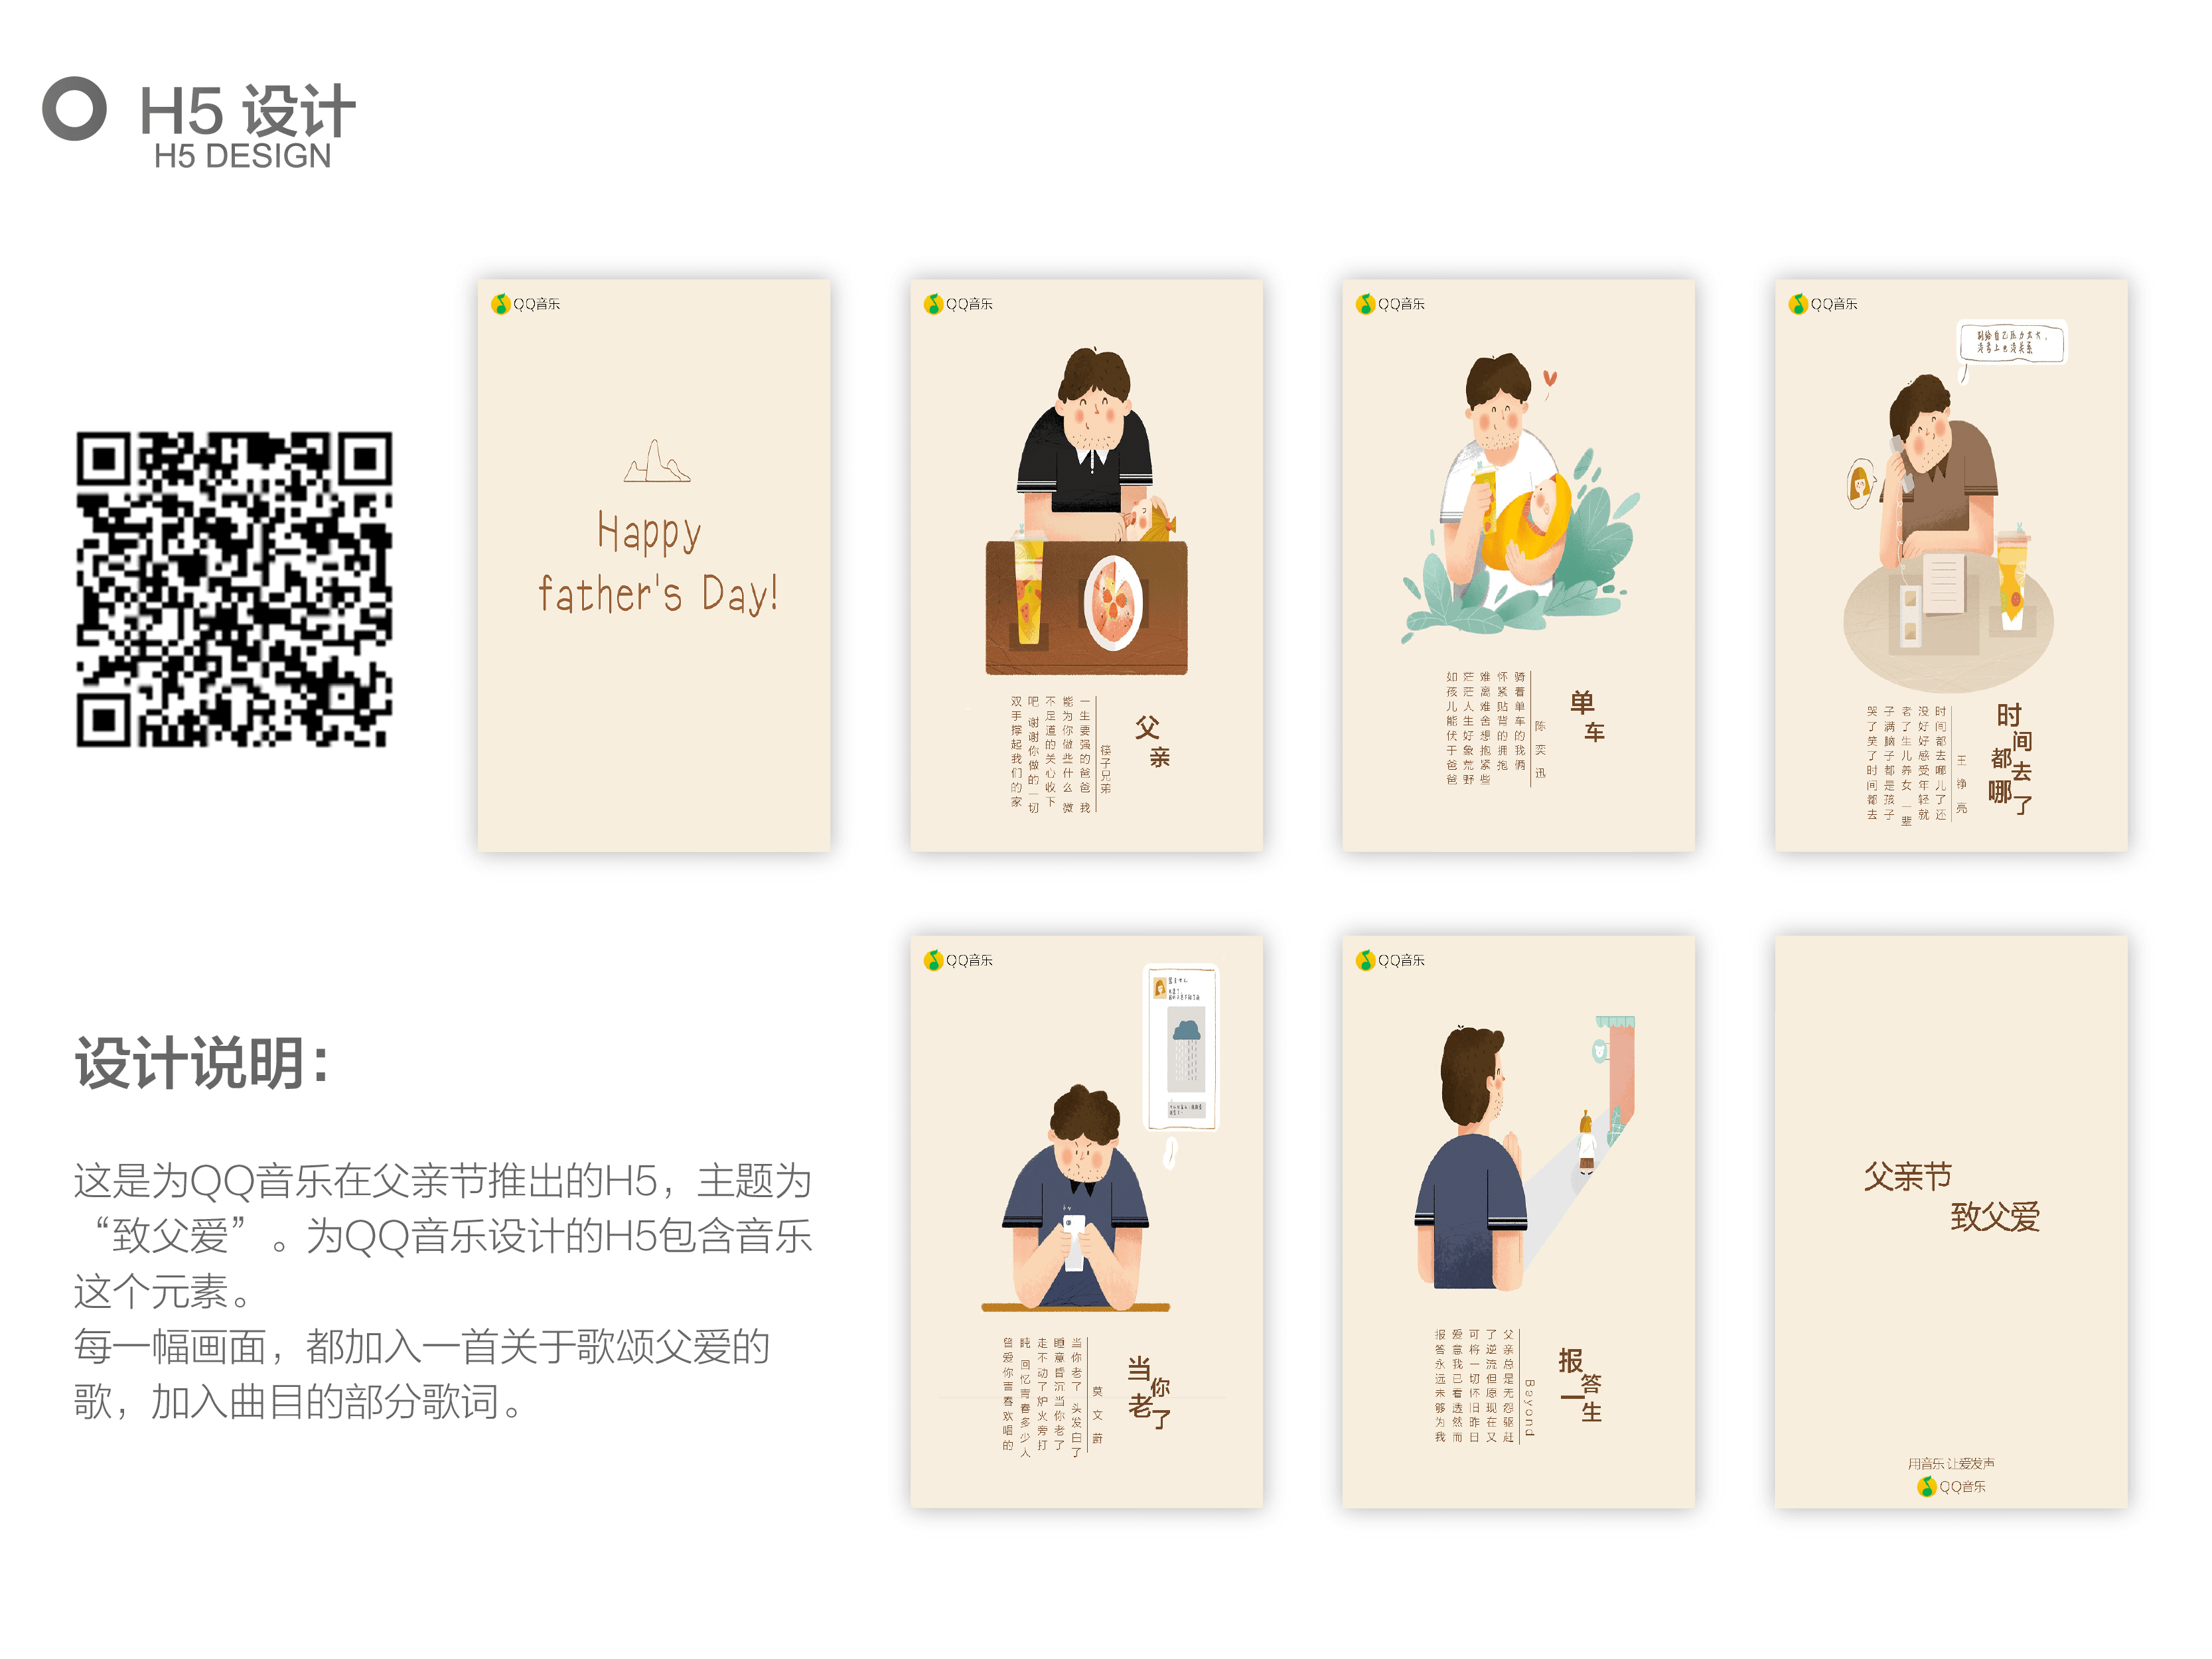 H5 设计
H5 DESIGN
QQ音乐
Happy
father's Day!
QQ音乐
父亲
筷子兄弟
一生要强的爸爸 我
能为你做些什么 微
不足道的关心收下
吧 谢谢你做的一切
双手撑起我们的家
QQ音乐
单车
陈奕迅
骑着单车的我俩
怀紧贴背的拥抱
难离难舍想抱紧些
茫茫人生好象荒野
如孩儿能伏于爸爸
QQ音乐
别给自己压力太大，
没考上也没关系
时间都去哪了
王铮亮
时间都去哪儿了还
没好好感受年轻就
老了生儿养女 一辈
子满脑子都是孩子
哭了笑了时间都去
设计说明：
这是为QQ音乐在父亲节推出的H5，主题为
“致父爱”。为QQ音乐设计的H5包含音乐
这个元素。
每一幅画面，都加入一首关于歌颂父爱的
歌，加入曲目的部分歌词。
QQ音乐
当你老了
莫文蔚
当你老了 头发白了
睡意昏沉 当你老了
走不动了炉火旁打
盹 回忆青春多少人
曾爱你青春欢唱的
QQ音乐
报答一生
Bayond
父亲总是无怨驱赶
了逆流但愿现在又
可将一切怀旧昨日
爱意我已看透然而
报答永远未够为我
父亲节
致父爱
用音乐 让爱发声
QQ音乐